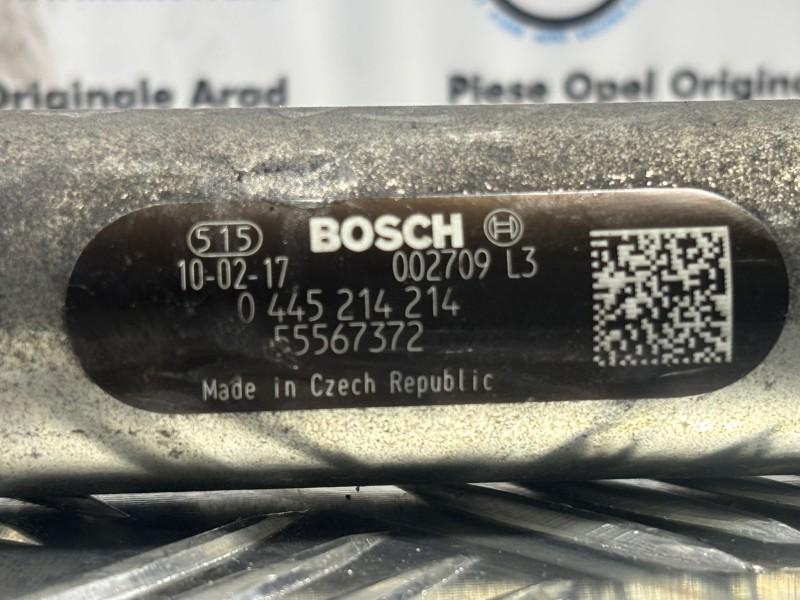 Originale Arad
Piese Opel Origin
515
BOSCH
10-02-17 002709 L3
0 445 214 214
55567372
Made in Czech Republic